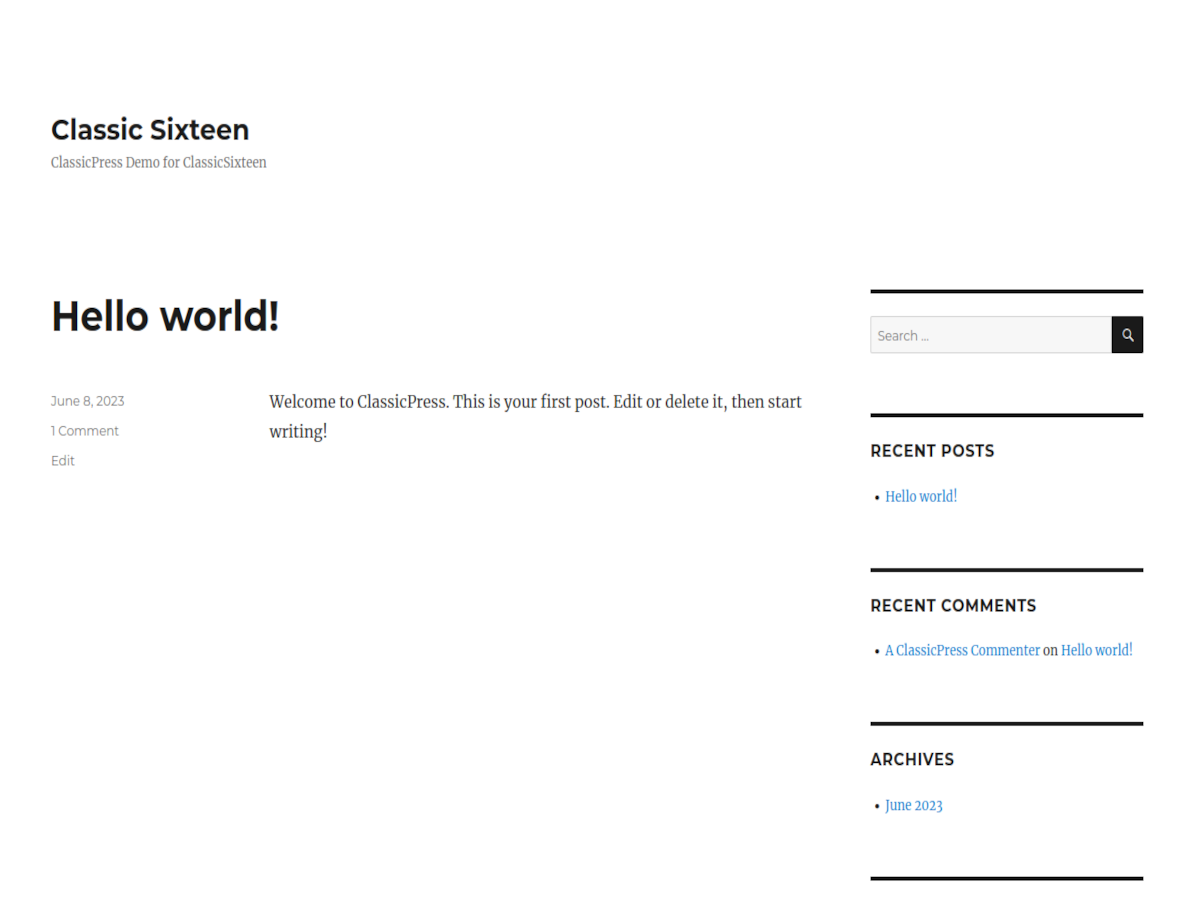 Classic Sixteen
ClassicPress Demo for ClassicSixteen
Hello world!
June 8, 2023
1 Comment
Edit
Welcome to ClassicPress. This is your first post. Edit or delete it, then start
writing!
Search ...
RECENT POSTS
• Hello world!
RECENT COMMENTS
• A ClassicPress Commenter on Hello world!
ARCHIVES
• June 2023